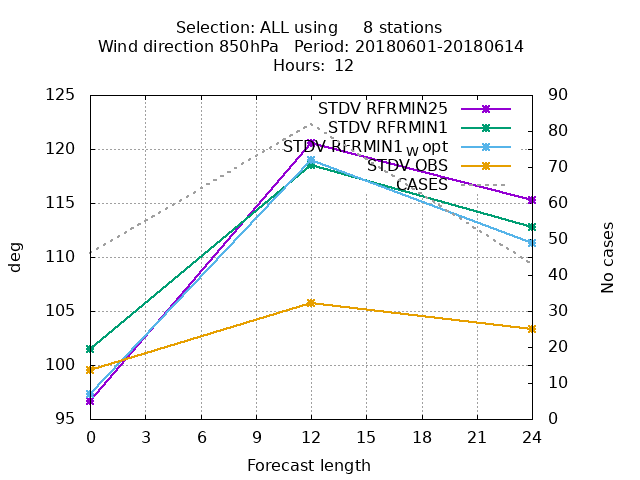 Selection: ALL using 8 stations
Wind direction 850hPa Period: 20180601-20180614
Hours: 12
125
120
115
110
105
100
95
deg
90
80
70
60
50
40
30
20
10
0
No cases
STDV RFRMIN25
STDV RFRMIN1
STDV RFRMIN1 w opt
STDV OBS
CASES
0 3 6 9 12 15 18 21 24
Forecast length